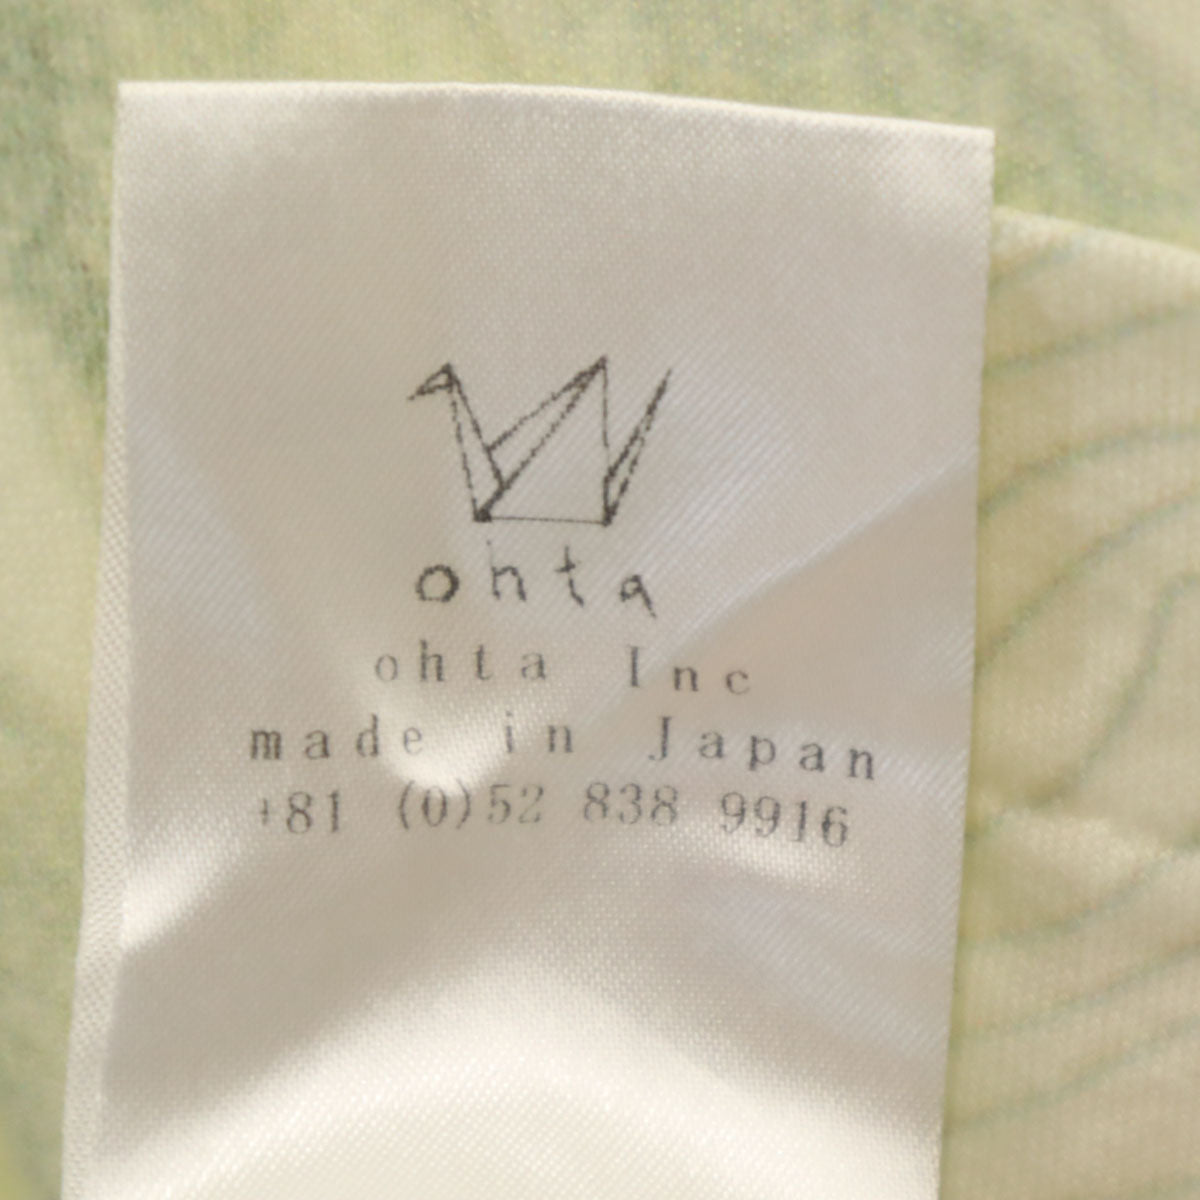 ohta
ohta Inc
made in Japan
+81 (0)52 838 9916